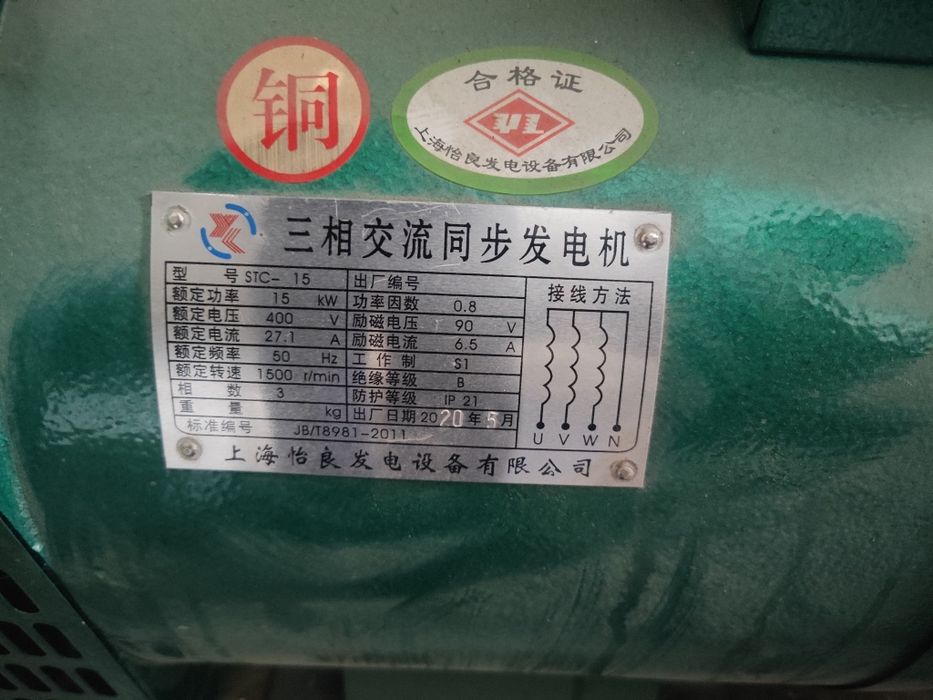 铜
合格证
上海怡良发电设备有限公司
三相交流同步发电机
型 号 STC- 15 出厂编号
额定功率 15 kW 功率因数 0.8
额定电压 400 V 励磁电压 90 V
额定电流 27.1 A 励磁电流 6.5 A
额定频率 50 Hz 工作制 S1
额定转速 1500 r/min 绝缘等级 B
相 数 3 防护等级 IP 21
重 量 kg 出厂日期 2020年5月
标准编号 JB/T8981-2011
接线方法
U V W N
上海怡良发电设备有限公司